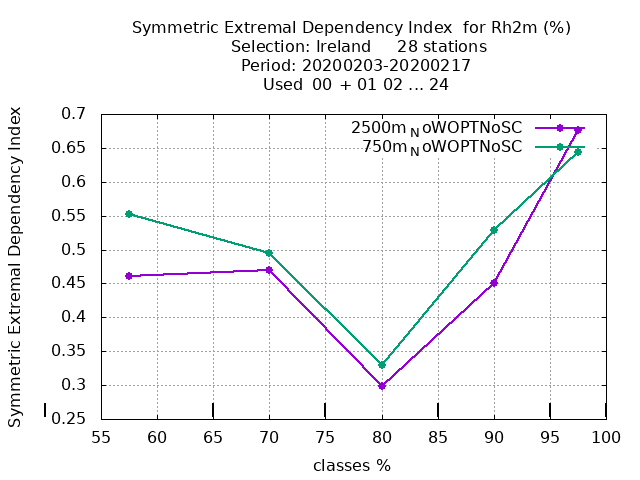 Symmetric Extremal Dependency Index  for Rh2m (%)
Selection: Ireland     28 stations
Period: 20200203-20200217
Used  00 + 01 02 ... 24
Symmetric Extremal Dependency Index
0.7
0.65
0.6
0.55
0.5
0.45
0.4
0.35
0.3
0.25
2500m_NoWOPTNoSC
750m_NoWOPTNoSC
55 60 65 70 75 80 85 90 95 100
classes %